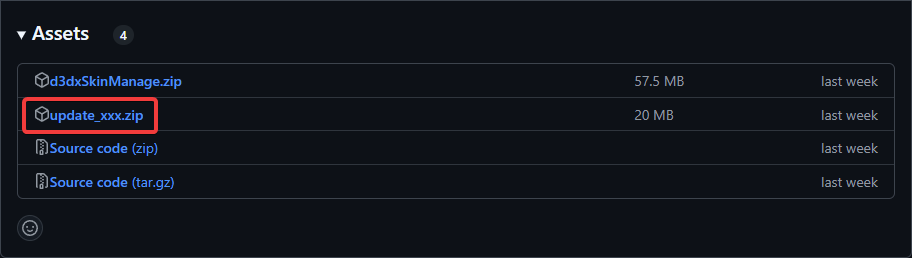 Assets 4
d3dxSkinManage.zip 57.5 MB last week
update_xxx.zip 20 MB last week
Source code (zip) last week
Source code (tar.gz) last week